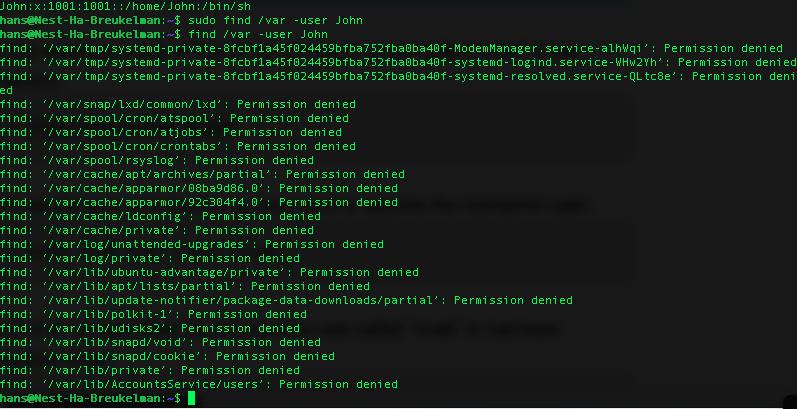 John:x:1001:1001::/home/John:/bin/sh
hans@Nest-Ha-Breukelman:~$ sudo find /var -user John
hans@Nest-Ha-Breukelman:~$ find /var -user John
find: ‘/var/tmp/systemd-private-8fcbf1a45f024459bfba752fba0ba40f-ModemManager.service-alhWqi’: Permission denied
find: ‘/var/tmp/systemd-private-8fcbf1a45f024459bfba752fba0ba40f-systemd-logind.service-WHw2Yh’: Permission denied
find: ‘/var/tmp/systemd-private-8fcbf1a45f024459bfba752fba0ba40f-systemd-resolved.service-QLtc8e’: Permission deni
ed
find: ‘/var/snap/lxd/common/lxd’: Permission denied
find: ‘/var/spool/cron/atspool’: Permission denied
find: ‘/var/spool/cron/atjobs’: Permission denied
find: ‘/var/spool/cron/crontabs’: Permission denied
find: ‘/var/spool/rsyslog’: Permission denied
find: ‘/var/cache/apt/archives/partial’: Permission denied
find: ‘/var/cache/apparmor/08ba9d86.0’: Permission denied
find: ‘/var/cache/apparmor/92c304f4.0’: Permission denied
find: ‘/var/cache/ldconfig’: Permission denied
find: ‘/var/cache/private’: Permission denied
find: ‘/var/log/unattended-upgrades’: Permission denied
find: ‘/var/log/private’: Permission denied
find: ‘/var/lib/ubuntu-advantage/private’: Permission denied
find: ‘/var/lib/apt/lists/partial’: Permission denied
find: ‘/var/lib/update-notifier/package-data-downloads/partial’: Permission denied
find: ‘/var/lib/polkit-1’: Permission denied
find: ‘/var/lib/udisks2’: Permission denied
find: ‘/var/lib/snapd/void’: Permission denied
find: ‘/var/lib/snapd/cookie’: Permission denied
find: ‘/var/lib/private’: Permission denied
find: ‘/var/lib/AccountsService/users’: Permission denied
hans@Nest-Ha-Breukelman:~$